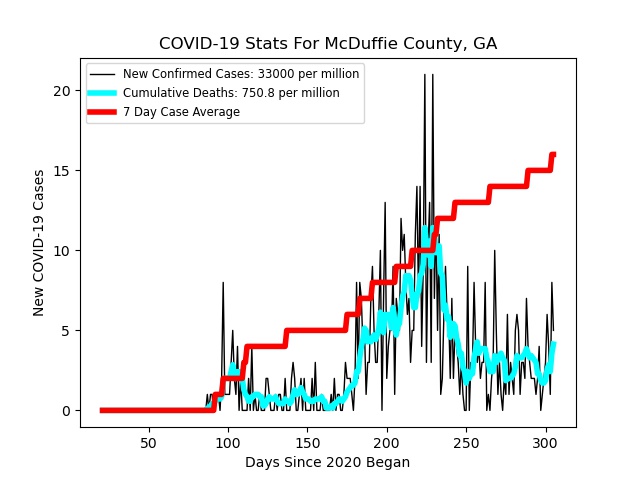 COVID-19 Stats For McDuffie County, GA
New Confirmed Cases: 33000 per million
Cumulative Deaths: 750.8 per million
7 Day Case Average
New COVID-19 Cases
20
15
10
5
0
50 100 150 200 250 300
Days Since 2020 Began